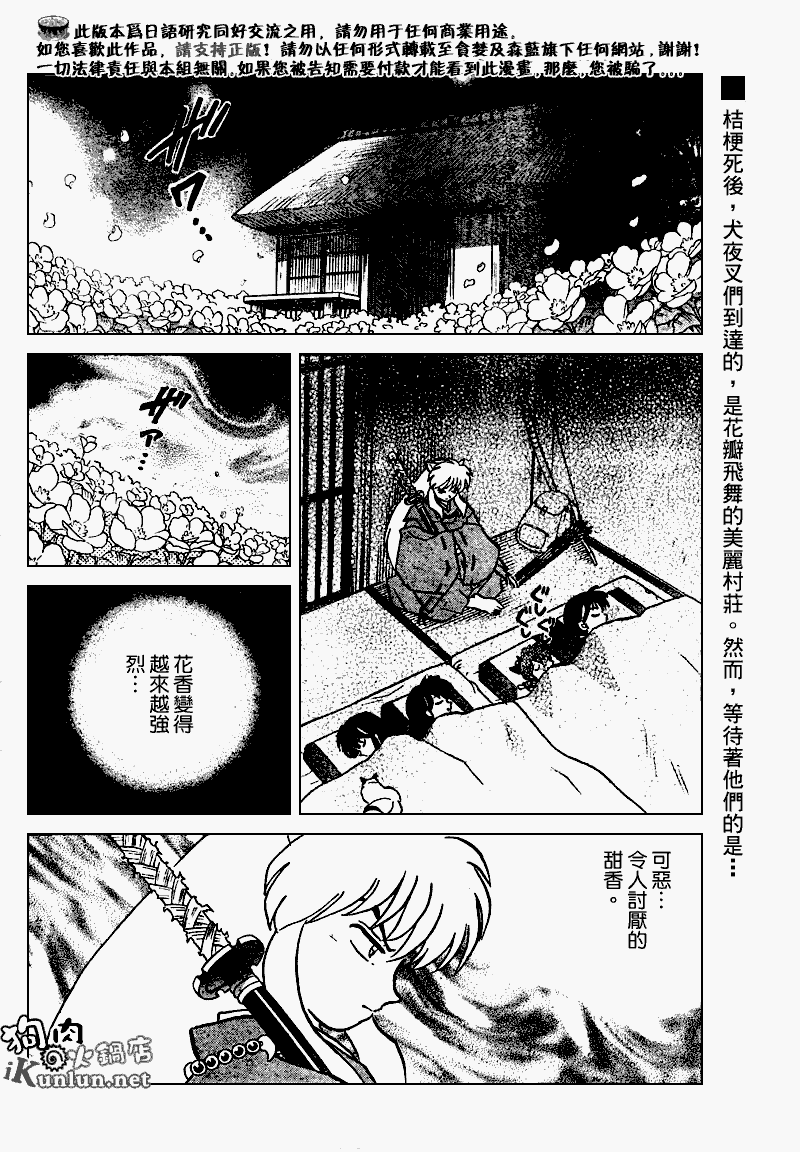 此版本爲日語研究同好交流之用，請勿用于任何商業用途。
如您喜歡此作品，請支持正版！請勿以任何形式轉載至貪婪及森藍旗下任何網站，謝謝！
一切法律責任與本組無關。如果您被告知需要付款才能看到此漫畫，那麼，您被騙了。。。
■桔梗死後，犬夜叉們到達的，是花瓣飛舞的美麗村莊。然而，等待著他們的是…
ザワ…
ザァ…
ぐしぐし
花香變得
越來越強
烈…
可惡…
令人討厭的
甜香。
狗肉火鍋店
iKunlun.net